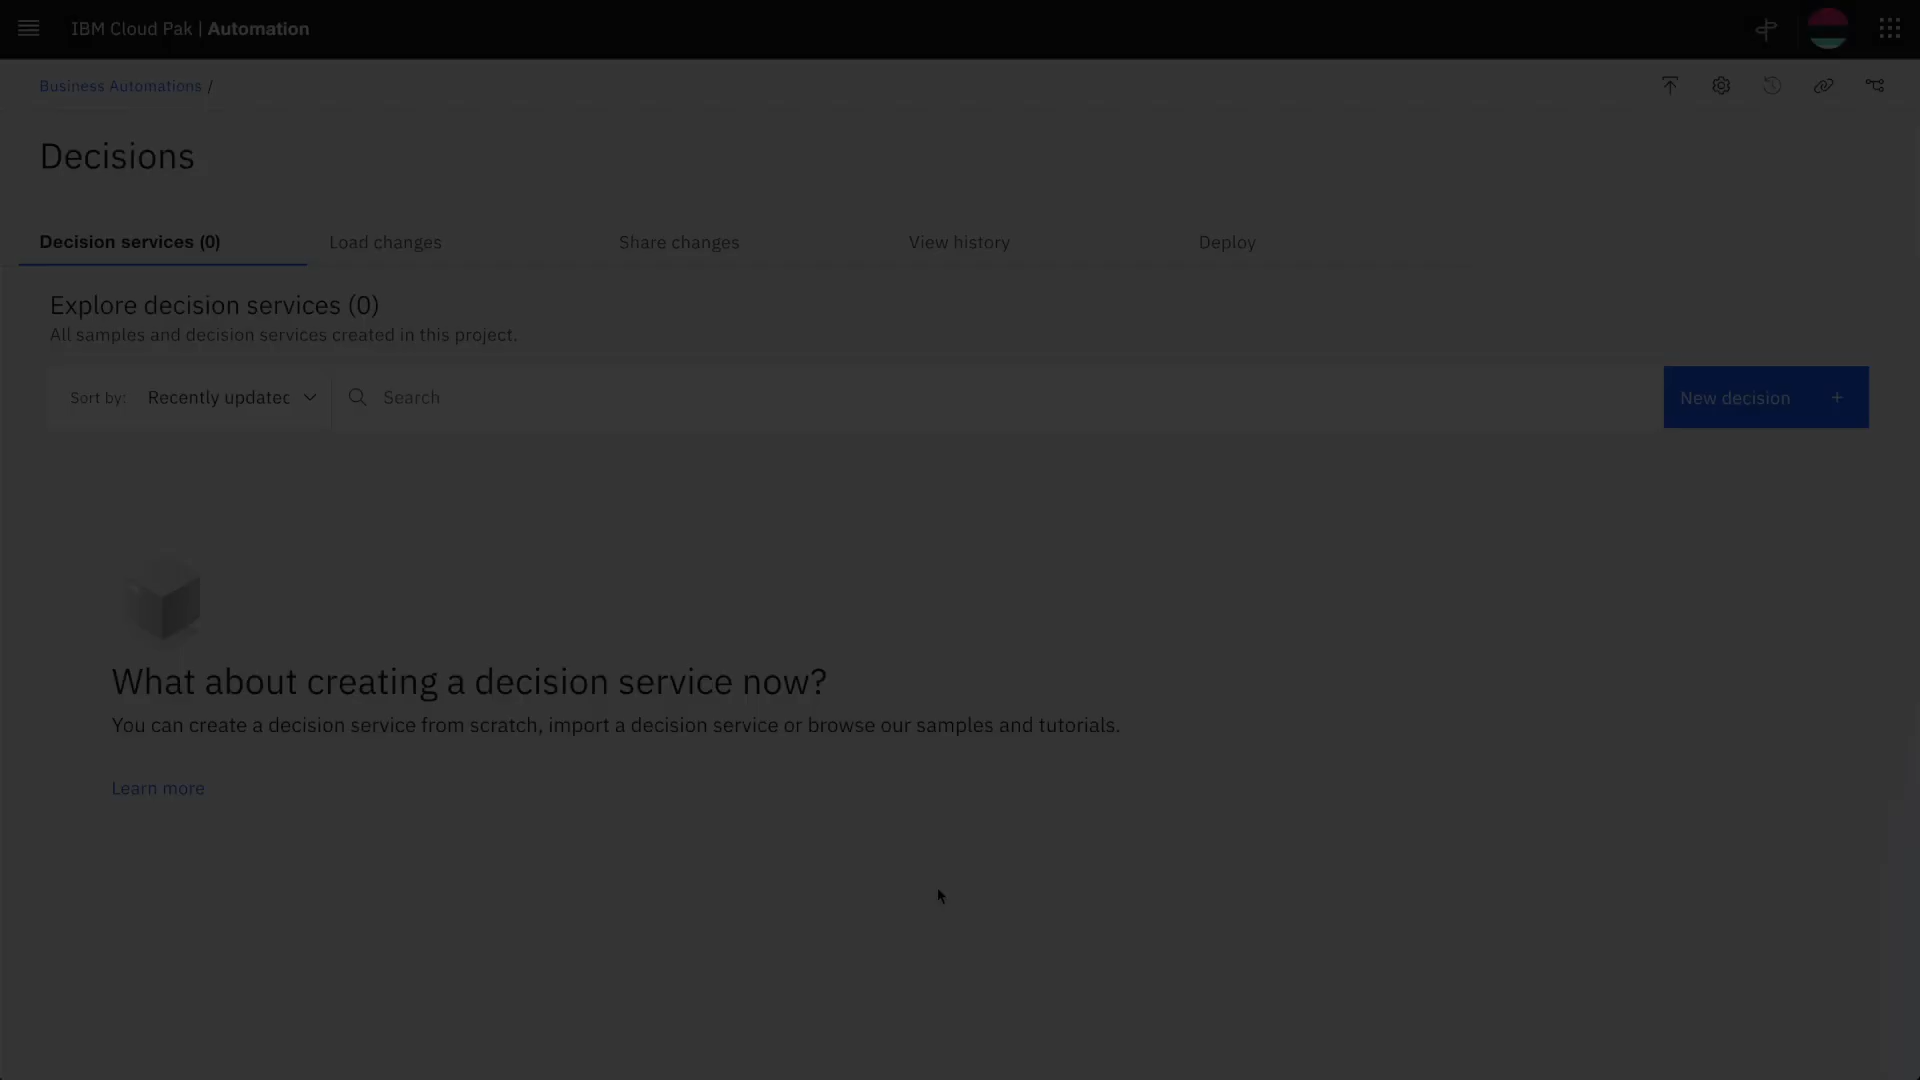 IBM Cloud Pak | Automation
Business Automations /
Decisions
Decision services (0)
Load changes
Share changes
View history
Deploy
Explore decision services (0)
All samples and decision services created in this project.
Sort by:
Recently updated
Search
New decision +
What about creating a decision service now?
You can create a decision service from scratch, import a decision service or browse our samples and tutorials.
Learn more